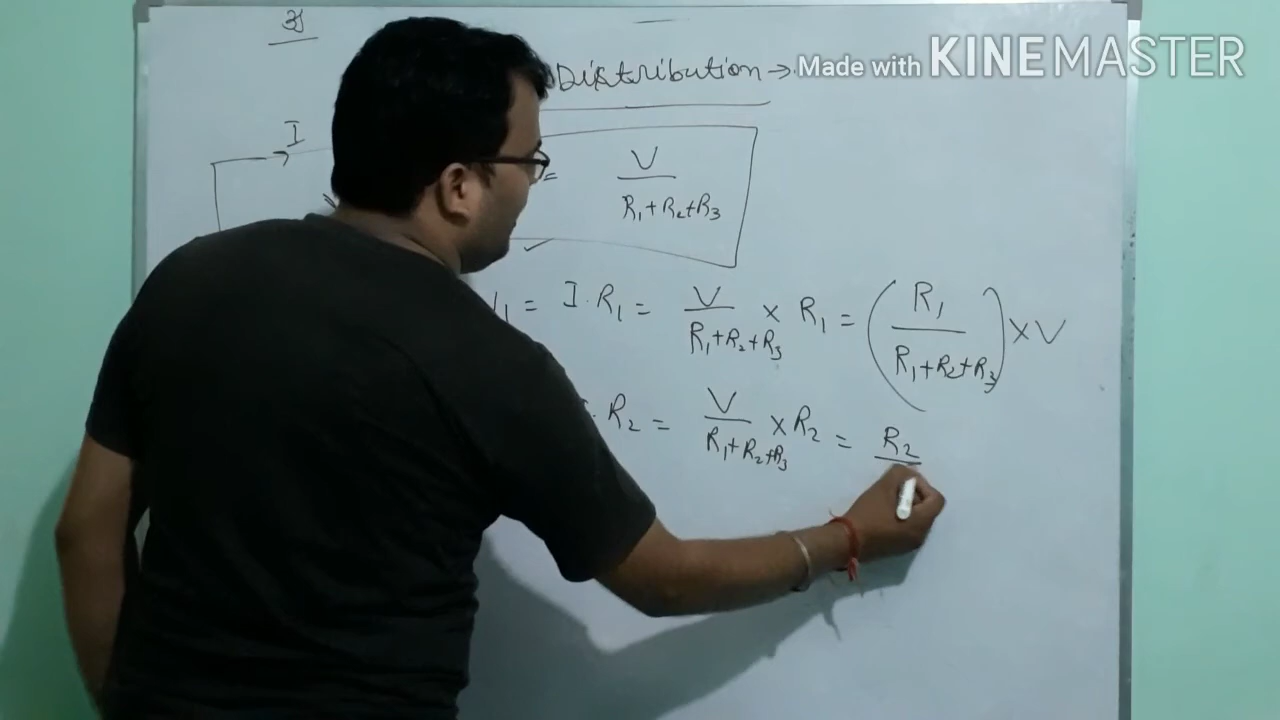 Distribution →
Made with KINEMASTER
I
= V / R1+R2+R3
V1 = I.R1 = V / R1+R2+R3 × R1 = (R1 / R1+R2+R3) × V
.R2 = V / R1+R2+R3 × R2 = R2